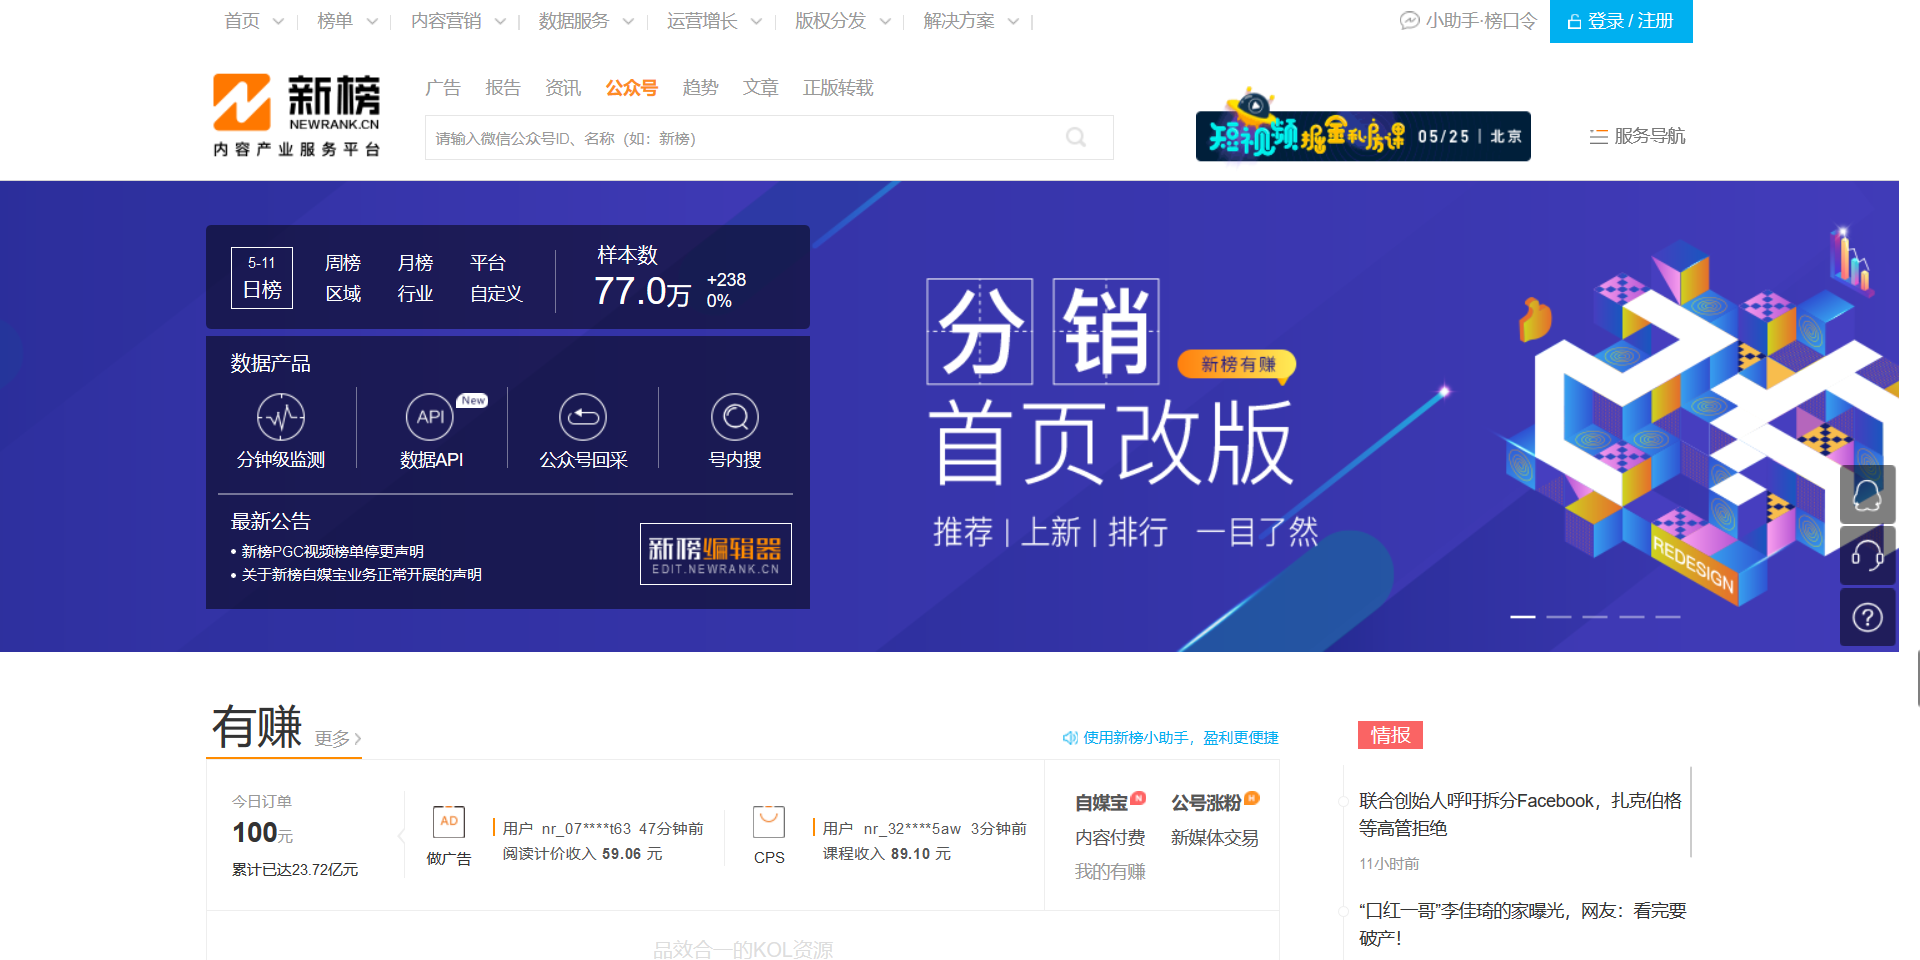 首页 榜单 内容营销 数据服务 运营增长 版权分发 解决方案 小助手·榜口令 登录 / 注册
新榜
NEWRANK.CN
内容产业服务平台
广告 报告 资讯 公众号 趋势 文章 正版转载
请输入微信公众号ID、名称（如：新榜）
短视频掘金私房课 05/25 | 北京
服务导航
5-11
日榜
周榜 月榜 平台
区域 行业 自定义
样本数
77.0万
+238
0%
数据产品
分钟级监测
API
New
数据API
公众号回采
号内搜
最新公告
• 新榜PGC视频榜单停更声明
• 关于新榜自媒宝业务正常开展的声明
新榜编辑器
EDIT.NEWRANK.CN
分销
新榜有赚
首页改版
推荐 | 上新 | 排行 一目了然
REDESIGN
有赚 更多
使用新榜小助手，盈利更便捷
今日订单
100元
累计已达23.72亿元
AD
做广告
用户 nr_07****t63 47分钟前
阅读计价收入 59.06 元
CPS
用户 nr_32****5aw 3分钟前
课程收入 89.10 元
自媒宝 N 公号涨粉 H
内容付费 新媒体交易
我的有赚
品效合一的KOL资源
情报
联合创始人呼吁拆分Facebook，扎克伯格
等高管拒绝
11小时前
“口红一哥”李佳琦的家曝光，网友：看完要
破产！